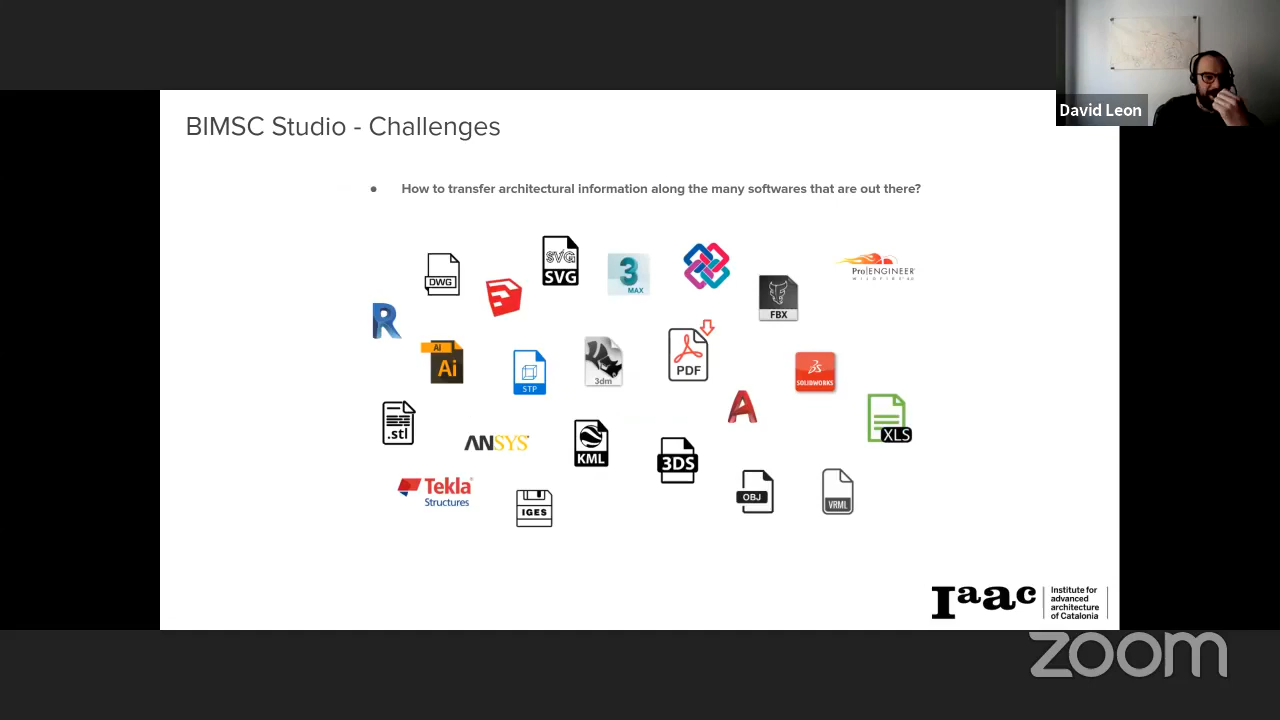 David Leon
BIMSC Studio - Challenges
● How to transfer architectural information along the many softwares that are out there?
SVG
SVG
DWG
3
MAX
FBX
Pro|ENGINEER
R
AI
Ai
STP
3dm
PDF
SOLIDWORKS
A
XLS
.stl
ANSYS
KML
3DS
Tekla
Structures
IGES
OBJ
VRML
Iaac
Institute for
advanced
architecture
of Catalonia
zoom